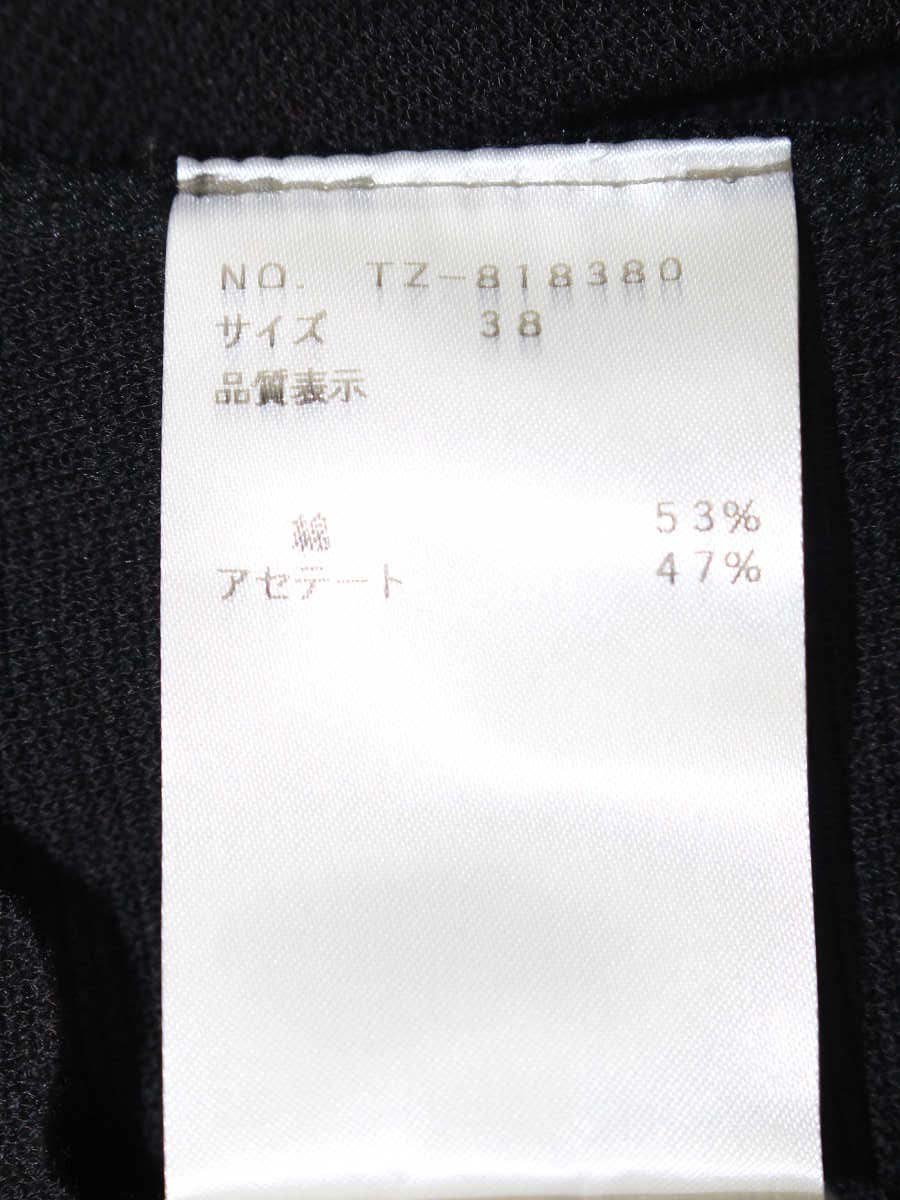 NO. TZ-818380
サイズ 38
品質表示
綿 53%
アセテート 47%